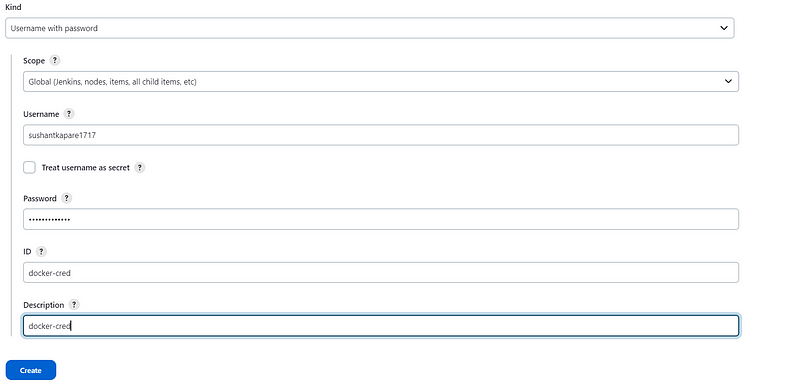 Kind
Username with password
Scope ?
Global (Jenkins, nodes, items, all child items, etc)
Username ?
sushantkapare1717
Treat username as secret ?
Password ?
•••••••••••••
ID ?
docker-cred
Description ?
docker-cred
Create